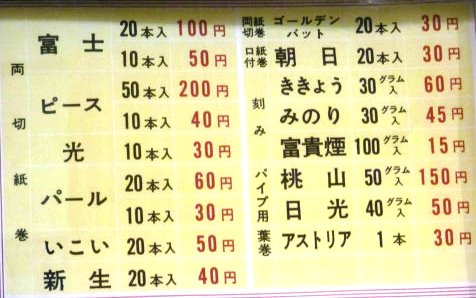 両切紙巻
富士 20本入 100円
10本入 50円
ピース 50本入 200円
10本入 40円
光 10本入 30円
パール 20本入 60円
10本入 30円
いこい 20本入 50円
新生 20本入 40円
両切紙巻 ゴールデンバット 20本入 30円
口付紙巻 朝日 20本入 30円
刻み
ききょう 30グラム入 60円
みのり 30グラム入 45円
富貴煙 100グラム入 15円
パイプ用
桃山 50グラム入 150円
日光 40グラム入 50円
葉巻 アストリア 1本 30円